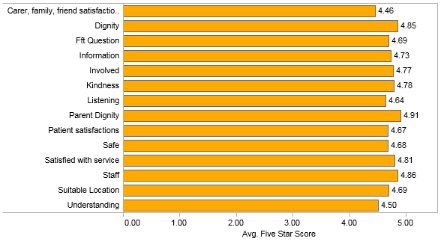 Carer, family, friend satisfactio.. 4.46
Dignity 4.85
Fft Question 4.69
Information 4.73
Involved 4.77
Kindness 4.78
Listening 4.64
Parent Dignity 4.91
Patient satisfactions 4.67
Safe 4.68
Satisfied with service 4.81
Staff 4.86
Suitable Location 4.69
Understanding 4.50
0.00 1.00 2.00 3.00 4.00 5.00
Avg. Five Star Score